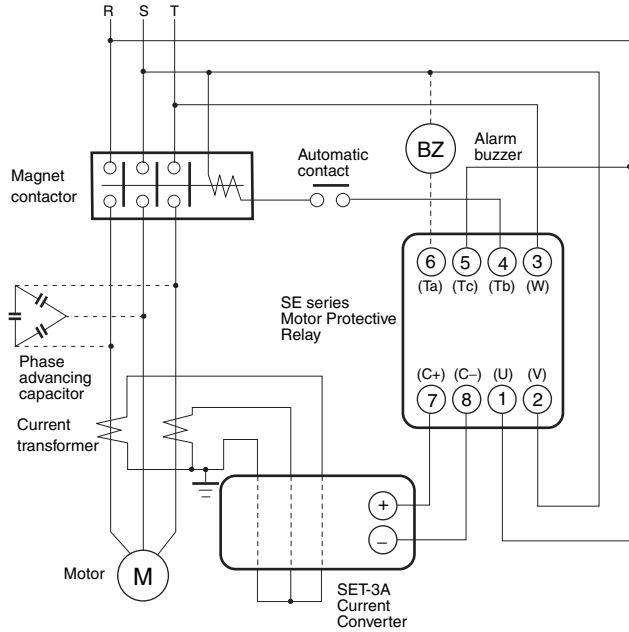 R S T
BZ
Alarm
buzzer
Automatic
contact
Magnet
contactor
6 5 4 3
(Ta) (Tc) (Tb) (W)
SE series
Motor Protective
Relay
(C+) (C−) (U) (V)
7 8 1 2
Phase
advancing
capacitor
Current
transformer
+
−
Motor
M
SET-3A
Current
Converter